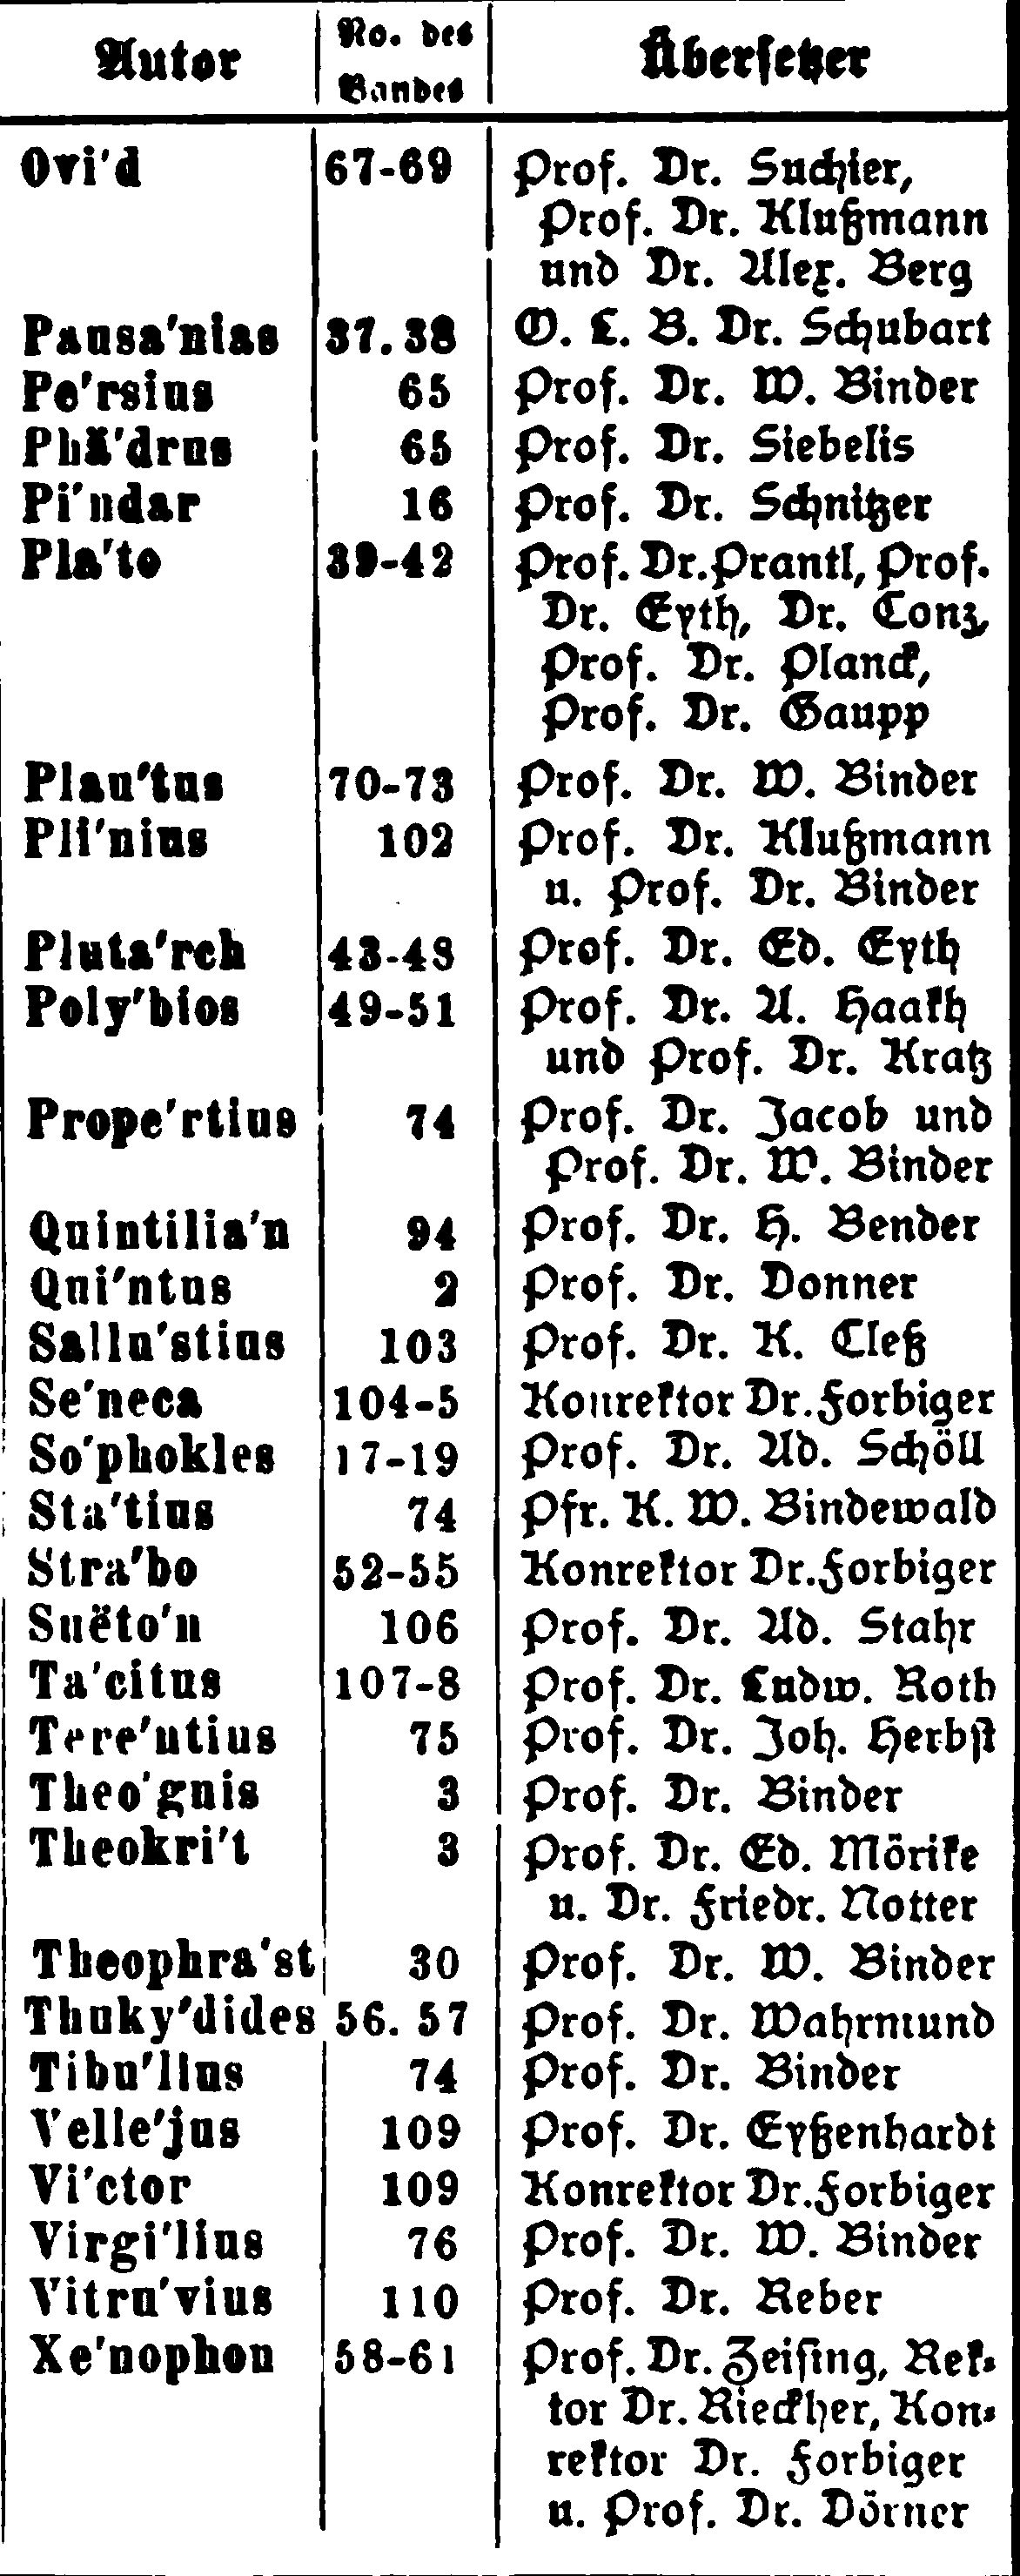 Autor No. des Bandes Übersetzer
Ovi'd 67-69 Prof. Dr. Suchier,
Prof. Dr. Klußmann
und Dr. Alex. Berg
Pausa'nias 37.38 O. L. B. Dr. Schubart
Pe'rsius 65 Prof. Dr. W. Binder
Phä'drus 65 Prof. Dr. Siebelis
Pi'ndar 16 Prof. Dr. Schnitzer
Pla'to 39-42 Prof. Dr. Prantl, Prof.
Dr. Eyth, Dr. Conz,
Prof. Dr. Planck,
Prof. Dr. Gaupp
Plau'tus 70-73 Prof. Dr. W. Binder
Pli'nius 102 Prof. Dr. Klußmann
u. Prof. Dr. Binder
Pluta'rch 43-48 Prof. Dr. Ed. Eyth
Poly'bios 49-51 Prof. Dr. A. Haakh
und Prof. Dr. Kratz
Prope'rtius 74 Prof. Dr. Jacob und
Prof. Dr. W. Binder
Quintilia'n 94 Prof. Dr. H. Bender
Qui'ntus 2 Prof. Dr. Donner
Sallu'stius 103 Prof. Dr. K. Cleß
Se'neca 104-5 Konrektor Dr. Forbiger
So'phokles 17-19 Prof. Dr. Ad. Schöll
Sta'tius 74 Pfr. K. W. Bindewald
Stra'bo 52-55 Konrektor Dr. Forbiger
Suëto'n 106 Prof. Dr. Ad. Stahr
Ta'citus 107-8 Prof. Dr. Ludw. Roth
Tere'ntius 75 Prof. Dr. Joh. Herbst
Theo'gnis 3 Prof. Dr. Binder
Theokri't 3 Prof. Dr. Ed. Mörike
u. Dr. Friedr. Notter
Theophra'st 30 Prof. Dr. W. Binder
Thuky'dides 56. 57 Prof. Dr. Wahrmund
Tibu'llus 74 Prof. Dr. Binder
Velle'jus 109 Prof. Dr. Eyßenhardt
Vi'ctor 109 Konrektor Dr. Forbiger
Virgi'lius 76 Prof. Dr. W. Binder
Vitru'vius 110 Prof. Dr. Reber
Xe'nophon 58-61 Prof. Dr. Zeising, Rek-
tor Dr. Rieckher, Kon-
rektor Dr. Forbiger
u. Prof. Dr. Dörner